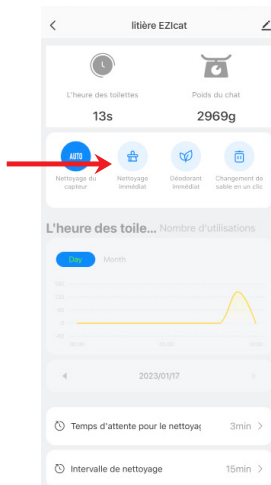 litière EZIcat
L'heure des toilettes Poids du chat
13s 2969g
AUTO
Nettoyage du Nettoyage Déodorant Changement de
capteur immédiat immédiat sable en un clic
L'heure des toile... Nombre d'utilisations
Day Month
2023/01/17
Temps d'attente pour le nettoyag 3min
Intervalle de nettoyage 15min